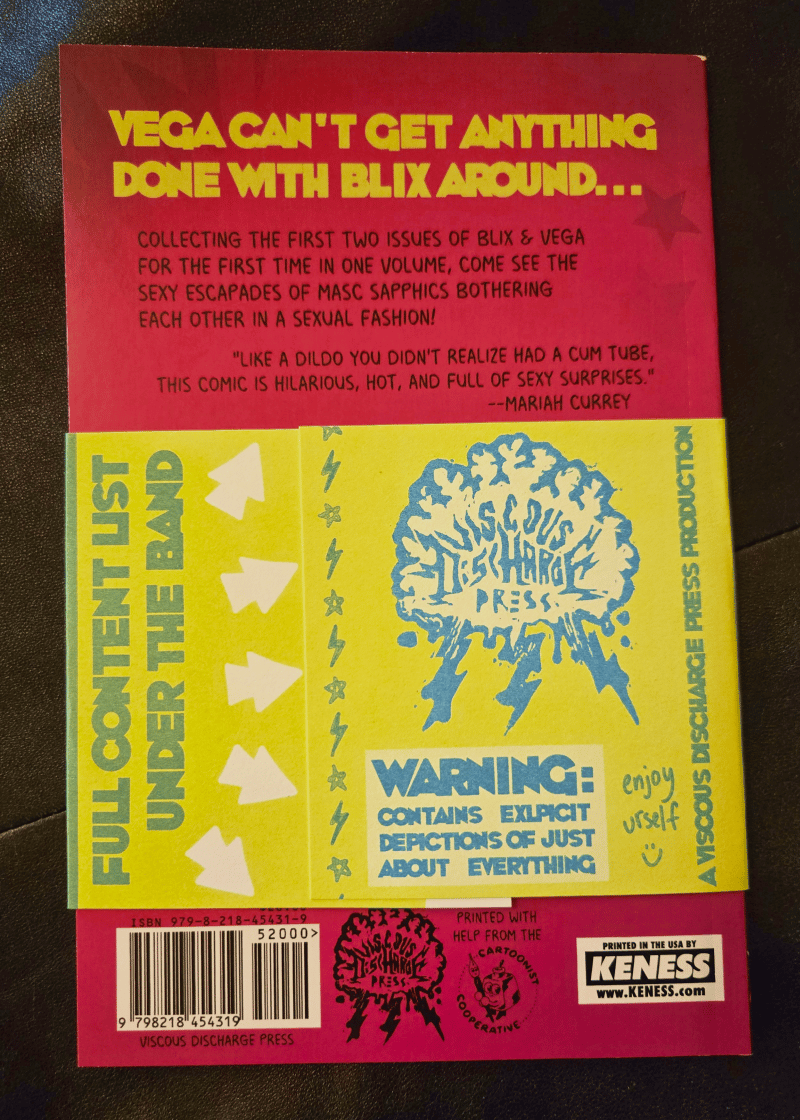 VEGA CAN'T GET ANYTHING
DONE WITH BLIX AROUND...
COLLECTING THE FIRST TWO ISSUES OF BLIX & VEGA
FOR THE FIRST TIME IN ONE VOLUME, COME SEE THE
SEXY ESCAPADES OF MASC SAPPHICS BOTHERING
EACH OTHER IN A SEXUAL FASHION!
"LIKE A DILDO YOU DIDN'T REALIZE HAD A CUM TUBE,
THIS COMIC IS HILARIOUS, HOT, AND FULL OF SEXY SURPRISES."
--MARIAH CURREY
FULL CONTENT LIST
UNDER THE BAND
VISCOUS
DISCHARGE
PRESS
WARNING:
CONTAINS EXLPICIT
DEPICTIONS OF JUST
ABOUT EVERYTHING
enjoy
urself
:)
A VISCOUS DISCHARGE PRESS PRODUCTION
ISBN 979-8-218-45431-9
52000>
9 798218 454319
VISCOUS DISCHARGE PRESS
VISCOUS
DISCHARGE
PRESS
PRINTED WITH
HELP FROM THE
CARTOONIST
COOPERATIVE
PRINTED IN THE USA BY
KENESS
www.KENESS.com